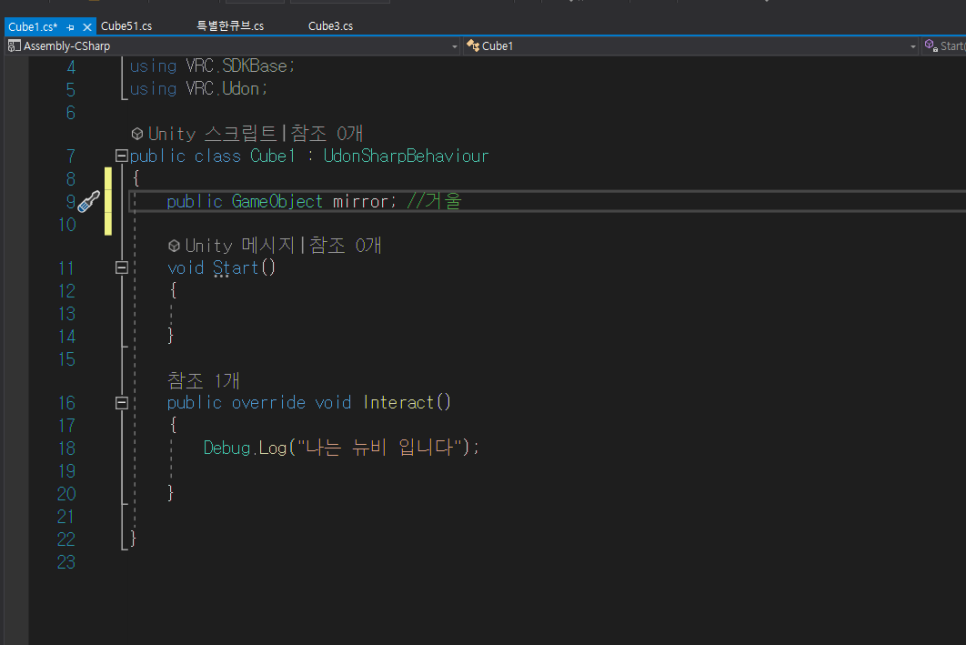 Cube1.cs* Cube51.cs 특별한큐브.cs Cube3.cs
Assembly-CSharp Cube1 Start(
4 using VRC.SDKBase;
5 using VRC.Udon;
6
Unity 스크립트|참조 0개
7 public class Cube1 : UdonSharpBehaviour
8 {
9 public GameObject mirror; //거울
10
Unity 메시지|참조 0개
11 void Start()
12 {
13
14 }
15
참조 1개
16 public override void Interact()
17 {
18 Debug.Log("나는 뉴비 입니다");
19
20 }
21
22 }
23